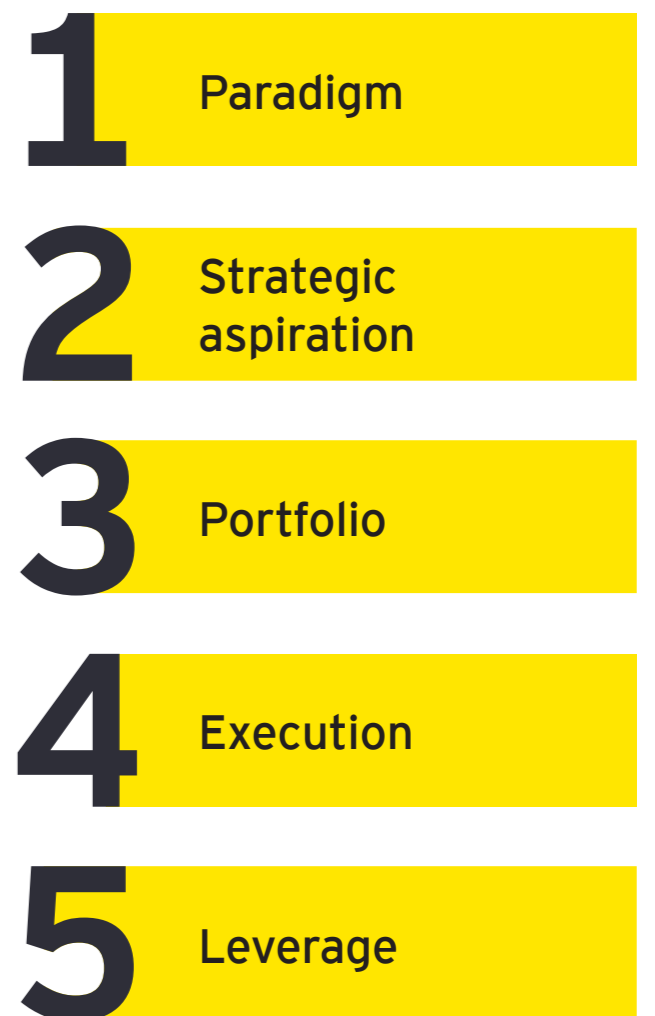 1 Paradigm
2 Strategic
aspiration
3 Portfolio
4 Execution
5 Leverage